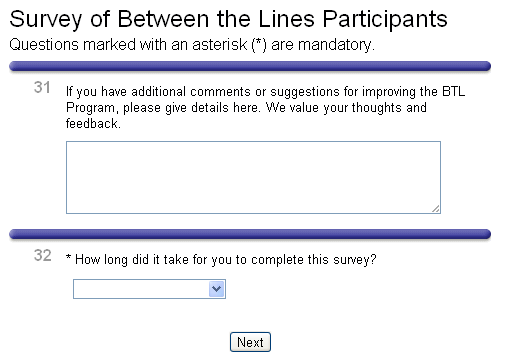 Survey of Between the Lines Participants
Questions marked with an asterisk (*) are mandatory.
31
If you have additional comments or suggestions for improving the BTL
Program, please give details here. We value your thoughts and
feedback.
32
* How long did it take for you to complete this survey?
Next